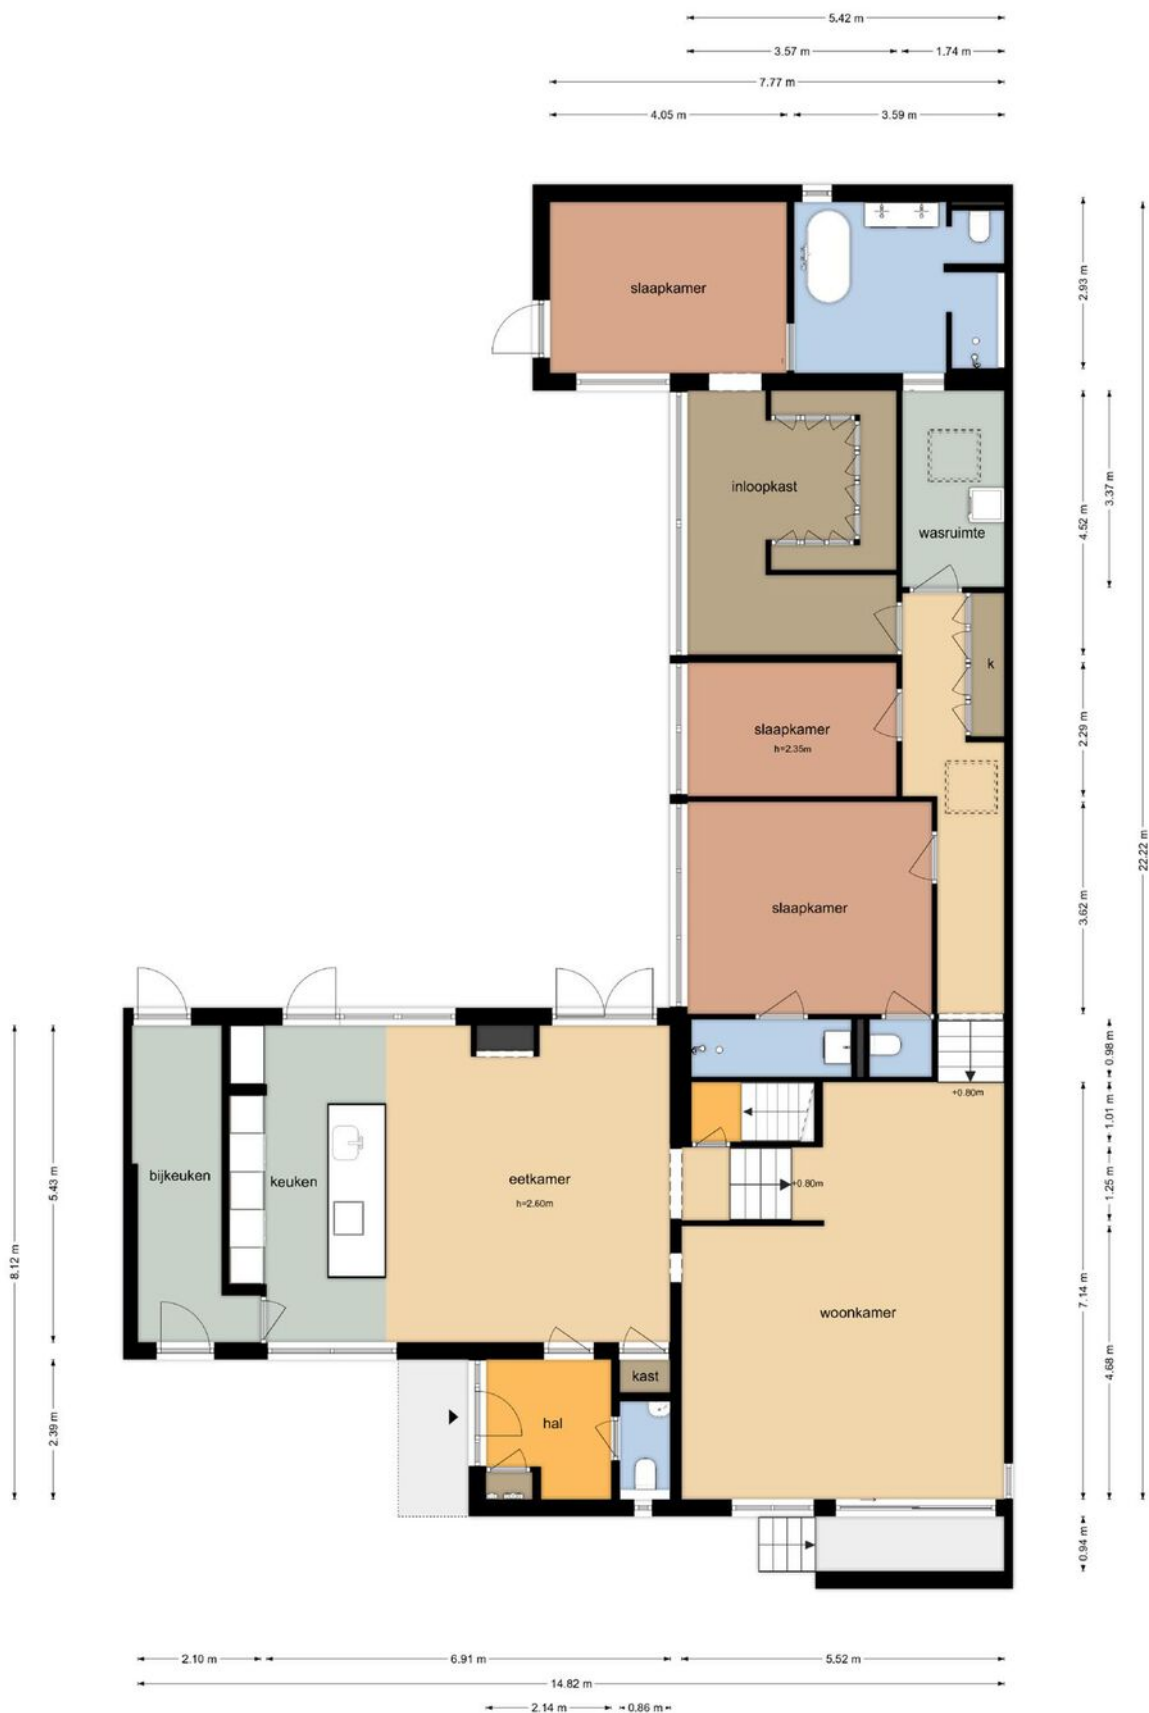 5.42 m
3.57 m
1.74 m
7.77 m
4.05 m
3.59 m
slaapkamer
2.93 m
inloopkast
wasruimte
3.37 m
4.52 m
k
slaapkamer
h=2.35m
2.29 m
22.22 m
slaapkamer
3.62 m
0.98 m
+0.80m
1.01 m
bijkeuken
keuken
eetkamer
h=2.60m
+0.80m
1.25 m
5.43 m
8.12 m
woonkamer
7.14 m
4.68 m
kast
hal
2.39 m
0.94 m
2.10 m
6.91 m
5.52 m
14.82 m
2.14 m
0.86 m